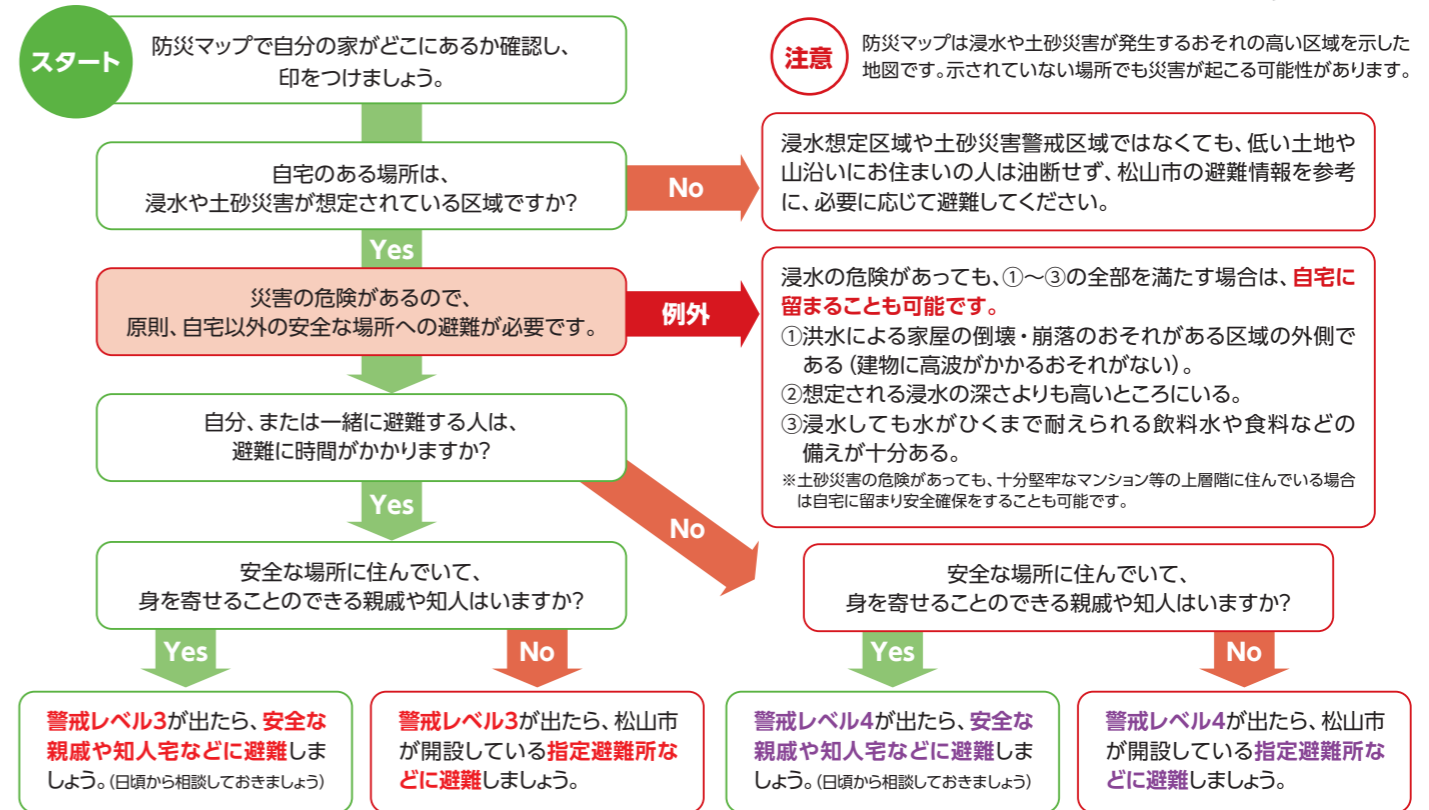 スタート
防災マップで自分の家がどこにあるか確認し、
印をつけましょう。
注意
防災マップは浸水や土砂災害が発生するおそれの高い区域を示した
地図です。示されていない場所でも災害が起こる可能性があります。
自宅のある場所は、
浸水や土砂災害が想定されている区域ですか?
No
浸水想定区域や土砂災害警戒区域ではなくても、低い土地や
山沿いにお住まいの人は油断せず、松山市の避難情報を参考
に、必要に応じて避難してください。
Yes
災害の危険があるので、
原則、自宅以外の安全な場所への避難が必要です。
例外
浸水の危険があっても、①〜③の全部を満たす場合は、自宅に
留まることも可能です。
①洪水による家屋の倒壊・崩落のおそれがある区域の外側で
ある(建物に高波がかかるおそれがない)。
②想定される浸水の深さよりも高いところにいる。
③浸水しても水がひくまで耐えられる飲料水や食料などの
備えが十分ある。
※土砂災害の危険があっても、十分堅牢なマンション等の上層階に住んでいる場合
は自宅に留まり安全確保をすることも可能です。
自分、または一緒に避難する人は、
避難に時間がかかりますか?
Yes
No
安全な場所に住んでいて、
身を寄せることのできる親戚や知人はいますか?
安全な場所に住んでいて、
身を寄せることのできる親戚や知人はいますか?
Yes
No
Yes
No
警戒レベル3が出たら、安全な
親戚や知人宅などに避難しま
しょう。(日頃から相談しておきましょう)
警戒レベル3が出たら、松山市
が開設している指定避難所な
どに避難しましょう。
警戒レベル4が出たら、安全な
親戚や知人宅などに避難しま
しょう。(日頃から相談しておきましょう)
警戒レベル4が出たら、松山市
が開設している指定避難所な
どに避難しましょう。